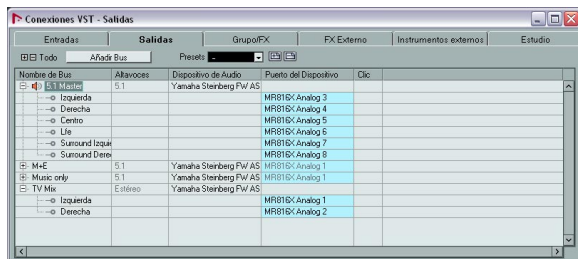 Conexiones VST - Salidas
Entradas Salidas Grupo/FX FX Externo Instrumentos externos Estudio
Todo Añadir Bus Presets -
Nombre de Bus Altavoces Dispositivo de Audio Puerto del Dispositivo Clic
5.1 Master 5.1 Yamaha Steinberg FW AS
Izquierda MR816X Analog 3
Derecha MR816X Analog 4
Centro MR816X Analog 5
Lfe MR816X Analog 6
Surround Izquie MR816X Analog 7
Surround Dere MR816X Analog 8
M+E 5.1 Yamaha Steinberg FW AS MR816X Analog 1
Music only 5.1 Yamaha Steinberg FW AS MR816X Analog 1
TV Mix Estéreo Yamaha Steinberg FW AS
Izquierda MR816X Analog 1
Derecha MR816X Analog 2